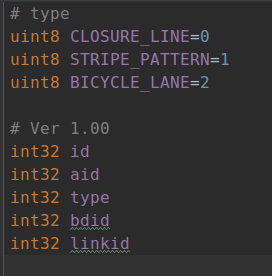 # type
uint8 CLOSURE_LINE=0
uint8 STRIPE_PATTERN=1
uint8 BICYCLE_LANE=2

# Ver 1.00
int32 id
int32 aid
int32 type
int32 bdid
int32 linkid